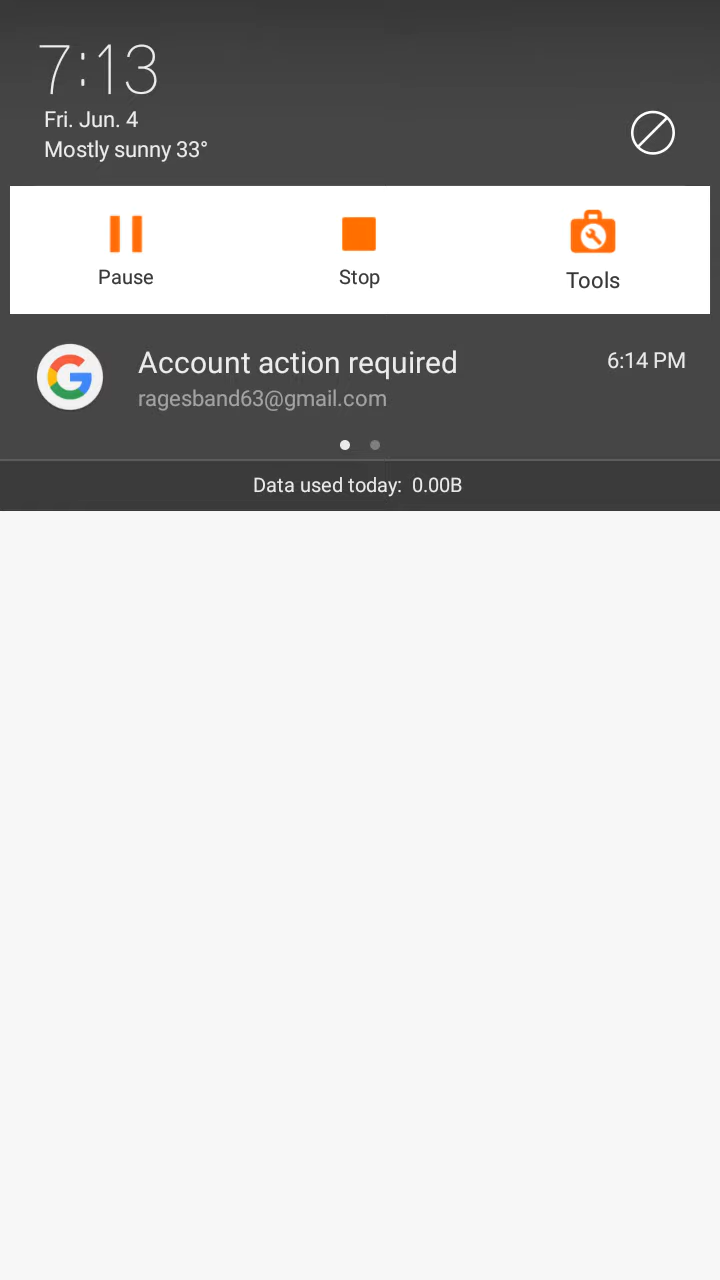 7:13
Fri. Jun. 4
Mostly sunny 33°
Pause
Stop
Tools
Account action required
6:14 PM
ragesband63@gmail.com
Data used today: 0.00B